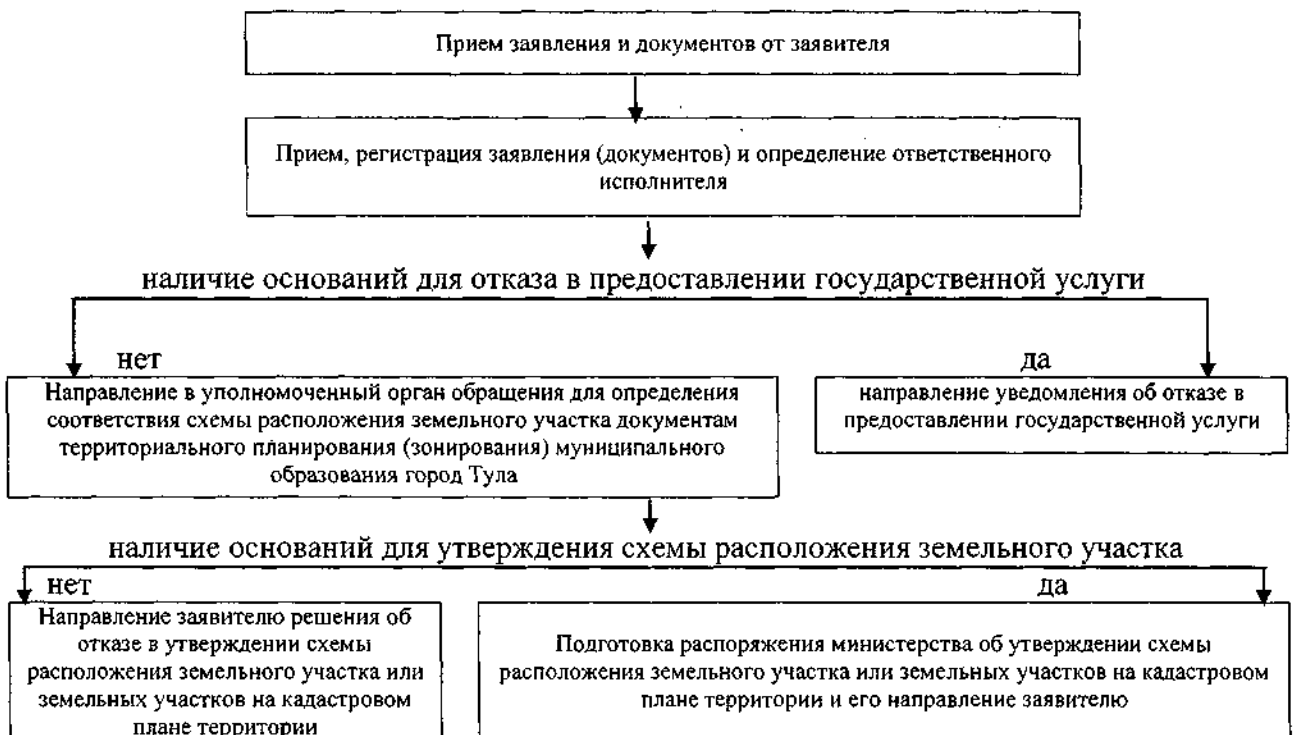 Прием заявления и документов от заявителя
Прием, регистрация заявления (документов) и определение ответственного
исполнителя
наличие оснований для отказа в предоставлении государственной услуги
нет
да
Направление в уполномоченный орган обращения для определения
соответствия схемы расположения земельного участка документам
территориального планирования (зонирования) муниципального
образования город Тула
направление уведомления об отказе в
предоставлении государственной услуги
наличие оснований для утверждения схемы расположения земельного участка
нет
да
Направление заявителю решения об
отказе в утверждении схемы
расположения земельного участка или
земельных участков на кадастровом
плане территории
Подготовка распоряжения министерства об утверждении схемы
расположения земельного участка или земельных участков на кадастровом
плане территории и его направление заявителю